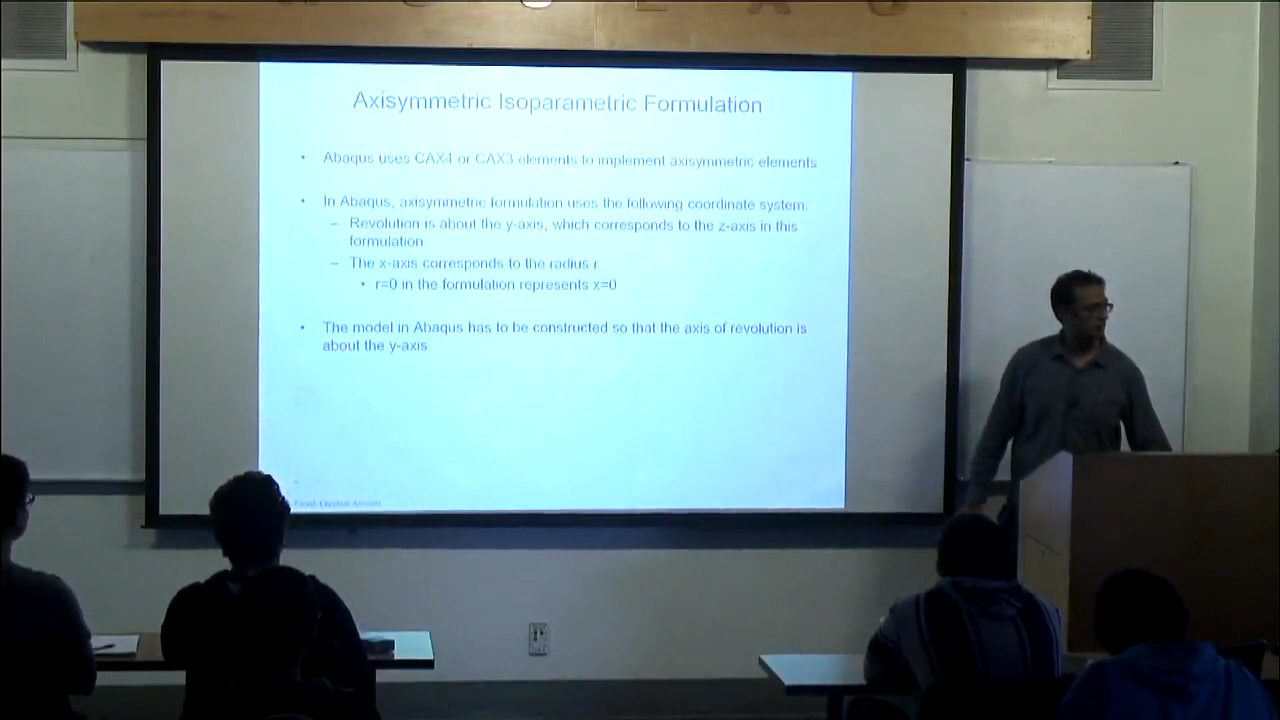 Axisymmetric Isoparametric Formulation
• Abaqus uses CAX4 or CAX3 elements to implement axisymmetric elements
• In Abaqus, axisymmetric formulation uses the following coordinate system:
– Revolution is about the y-axis, which corresponds to the z-axis in this
formulation
– The x-axis corresponds to the radius r
• r=0 in the formulation represents x=0
• The model in Abaqus has to be constructed so that the axis of revolution is
about the y-axis